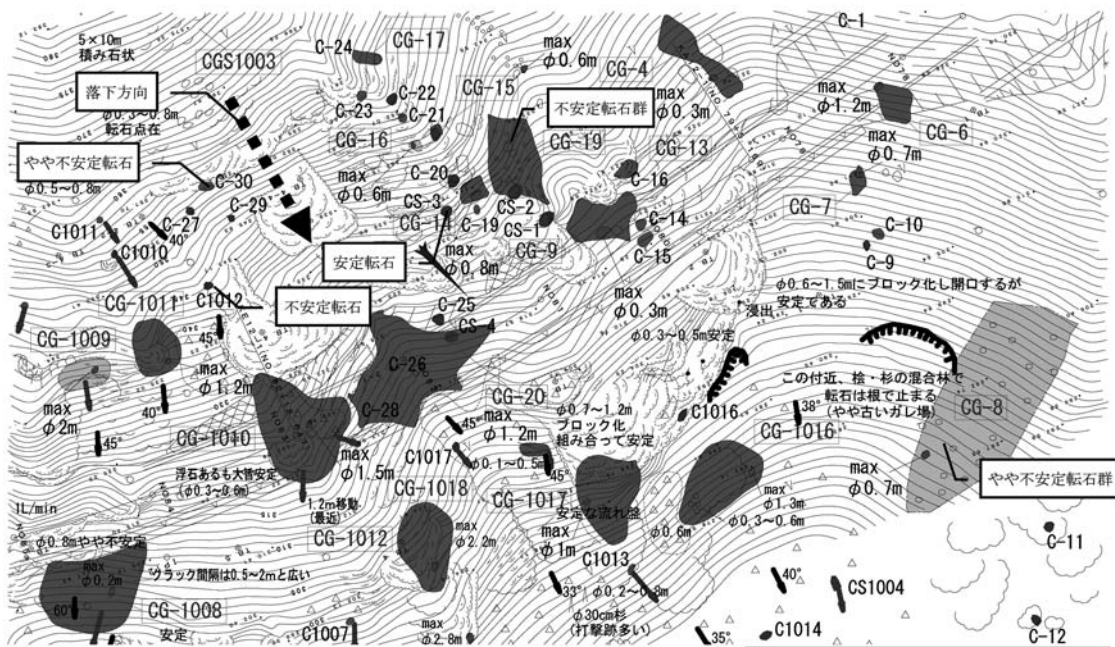 5×10m
積み石状
CGS1003
落下方向
φ0.3～0.8m
転石点在
やや不安定転石
φ0.5～0.8m
C-30
C-27
C-29
C1011
C1010
40°
C-24
CG-17
C-23
C-22
C-21
CG-16
CG-15
max
φ0.6m
max
φ0.6m
不安定転石群
CG-19
CG-4
max
φ0.3m
CG-13
C-16
C-14
C-15
C-20
CS-3
C-19
CS-2
CS-1
CG-9
max
φ0.8m
安定転石
不安定転石
C-25
CS-4
C-1
max
φ1.2m
CG-6
max
φ0.7m
CG-7
C-10
C-9
φ0.6～1.5mにブロック化し開口するが
安定である
湧出
max
φ0.3m
φ0.3～0.5m安定
この付近、桧・杉の混合林で
転石は根で止まる
(やや古いガレ場)
CG-8
やや不安定転石群
max
φ0.7m
CG-1011
C1012
45°
CG-1009
max
φ2m
45°
40°
max
φ1.2m
CG-1010
C-26
C-28
max
φ1.5m
浮石あるも大皆安定
(φ0.3～0.6m)
1.2m移動
(最近)
45°
C1017
CG-1018
max
φ1.2m
φ0.1～0.5m
45°
CG-20
φ0.7～1.2m
ブロック化
組み合って安定
CG-1017
安定な流れ盤
max
φ1m
C1016
38°
CG-1016
φ0.6m
max
φ1.3m
φ0.3～0.6m
1L/min
φ0.8mやや不安定
max
φ0.2m
クラック間隔は0.5～2mと広い
60°
CG-1008
安定
CG-1012
max
φ2.2m
C1007
φ2.8m
C1013
33°
φ0.2～0.8m
φ30cm杉
(打撃跡多い)
35°
40°
CS1004
C1014
C-11
C-12